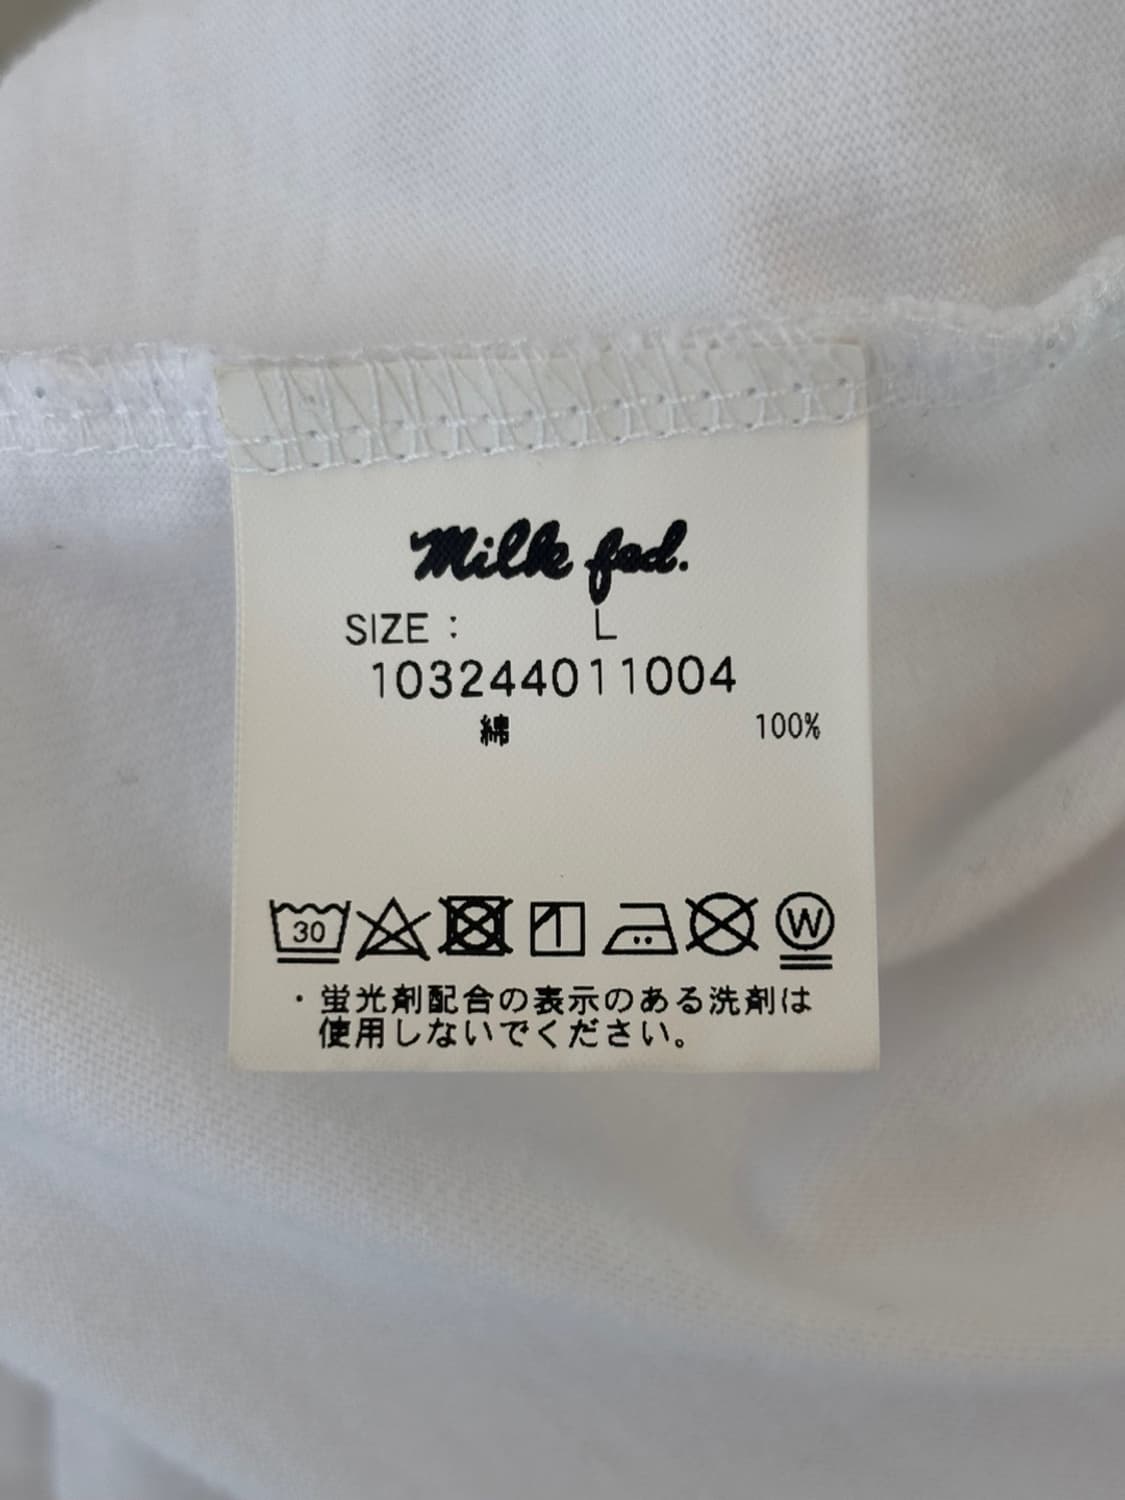 Milk fed.
SIZE : L
103244011004
綿 100%
30 W
・蛍光剤配合の表示のある洗剤は
使用しないでください。